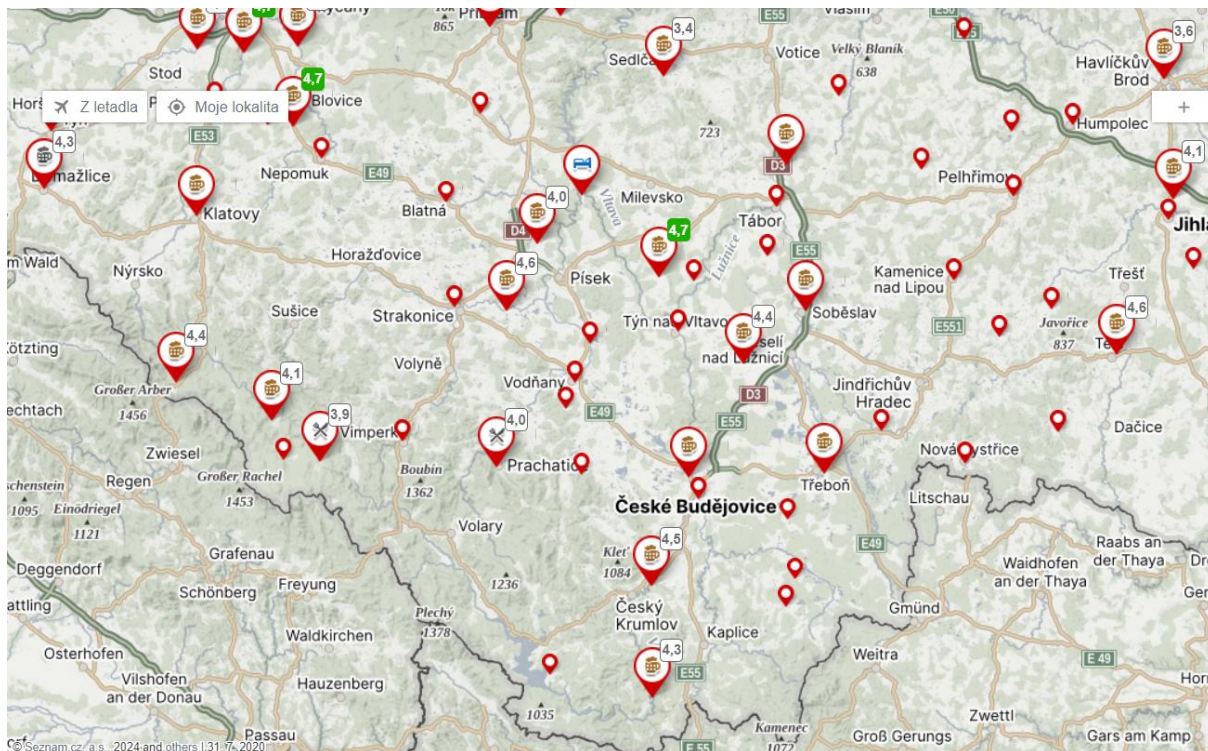 Příbram
865
3,4
Sedlčany
Votice
Vlašim
E55
E50
Velký Blaník
638
3,6
Havlíčkův
Brod
Stod
4,7
Blovice
Z letadla
Moje lokalita
+
E53
723
Humpolec
4,3
Domažlice
Nepomuk
E49
D3
4,1
Pelhřimov
Klatovy
Blatná
4,0
Vltava
Milevsko
Tábor
D4
4,7
Lužnice
E55
Jihl
Horažďovice
Nýrsko
4,6
Písek
Kamenice
nad Lipou
Třešť
Sušice
Strakonice
Týn nad Vltavou
4,4
Soběslav
E551
Javořice
837
4,6
Kötzting
4,4
Volyně
nad Lužnicí
Großer Arber
1456
4,1
Vodňany
D3
Jindřichův
Hradec
E49
E55
3,9
Vimperk
4,0
Prachatice
Dačice
Zwiesel
Großer Rachel
1453
Boubín
1362
Nová Bystřice
Regen
1095
Einödriegel
1121
Třeboň
Litschau
České Budějovice
Volary
E49
Grafenau
Kleť
1084
4,5
Raabs an
der Thaya
Waidhofen
an der Thaya
Deggendorf
Schönberg
Freyung
1236
Český
Krumlov
Gmünd
Plechý
1378
Waldkirchen
Kaplice
4,3
Weitra
Osterhofen
E55
E 49
Vilshofen
an der Donau
Hauzenberg
1035
Zwettl
Passau
Kamenec
1072
Groß Gerungs
Gars am Kamp
© Seznam.cz, a.s., 2024 and others | 31. 7. 2020